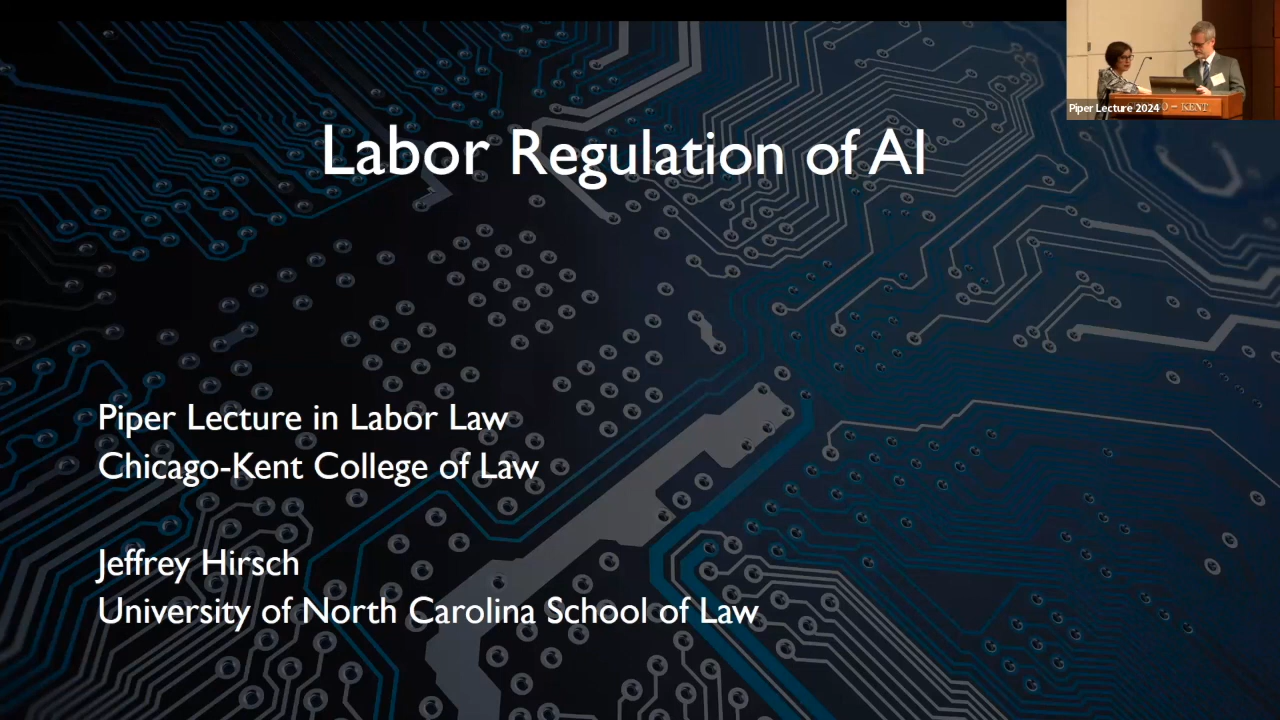 Labor Regulation of AI
Piper Lecture 2024
O - KENT
Piper Lecture in Labor Law
Chicago-Kent College of Law
Jeffrey Hirsch
University of North Carolina School of Law